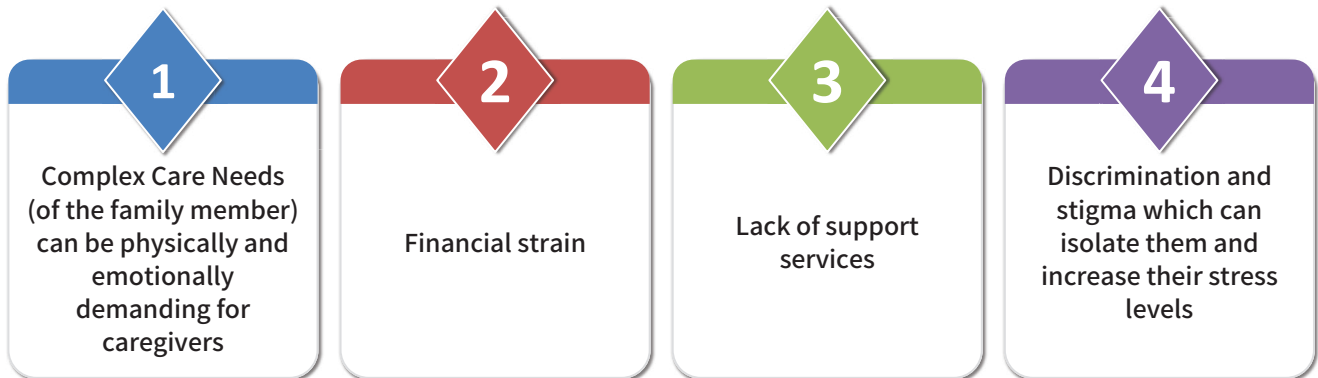 1
Complex Care Needs
(of the family member)
can be physically and
emotionally
demanding for
caregivers
2
Financial strain
3
Lack of support
services
4
Discrimination and
stigma which can
isolate them and
increase their stress
levels